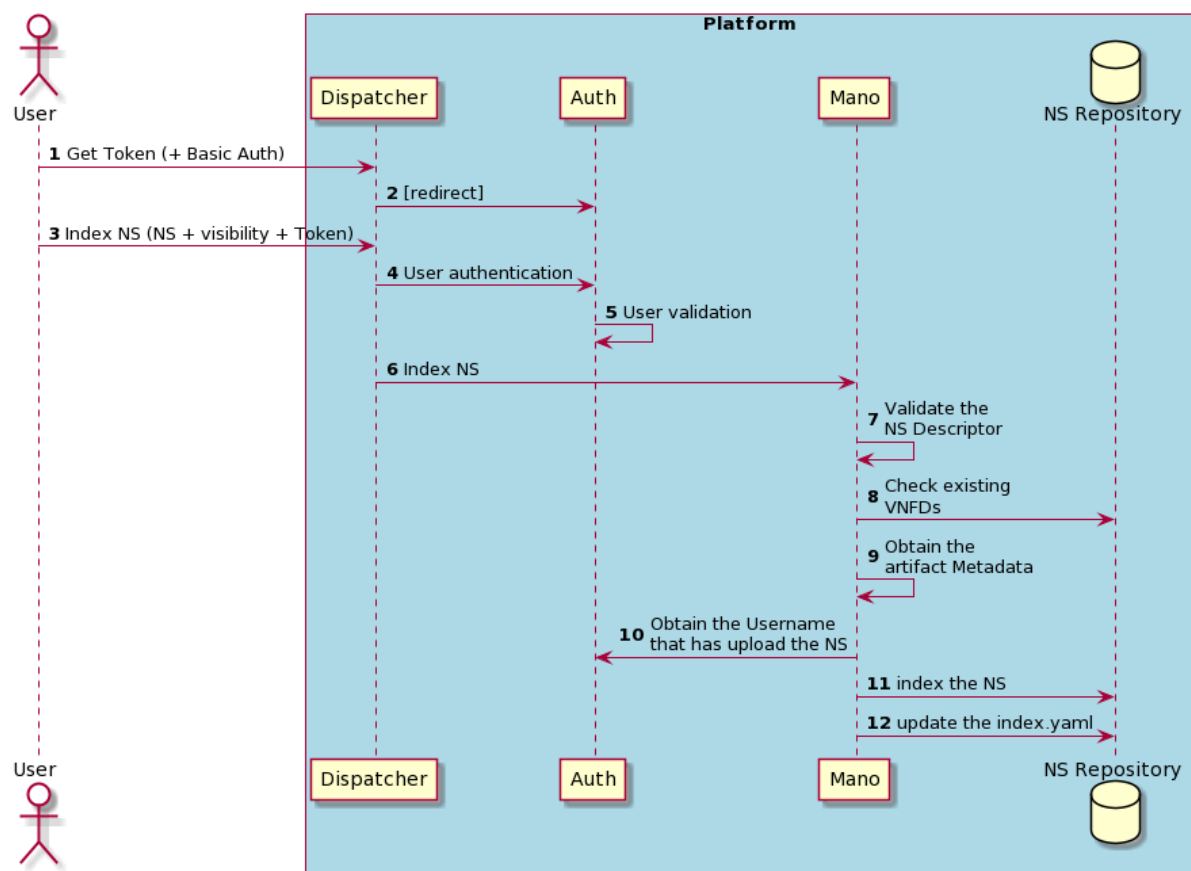 Platform
Dispatcher
Auth
Mano
User
NS Repository
1 Get Token (+ Basic Auth)
2 [redirect]
3 Index NS (NS + visibility + Token)
4 User authentication
5 User validation
6 Index NS
7 Validate the
NS Descriptor
8 Check existing
VNFDs
9 Obtain the
artifact Metadata
10 Obtain the Username
that has upload the NS
11 index the NS
12 update the index.yaml
User
Dispatcher
Auth
Mano
NS Repository